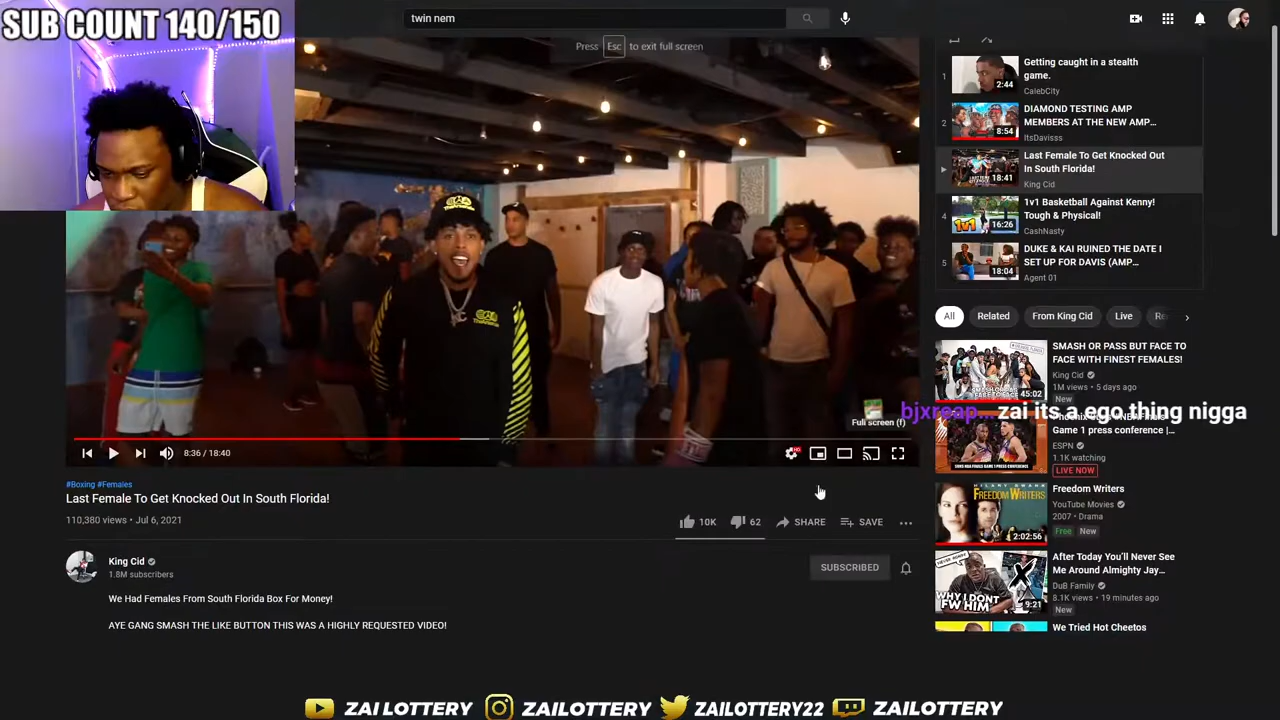 SUB COUNT 140/150
twin nem
Press Esc to exit full screen
1
Getting caught in a stealth
game.
CalebCity
2:44
2
DIAMOND TESTING AMP
MEMBERS AT THE NEW AMP...
ItsDavisss
8:54
Last Female To Get Knocked Out
In South Florida!
King Cid
18:41
4
1v1 Basketball Against Kenny!
Tough & Physical!
CashNasty
16:26
5
DUKE & KAI RUINED THE DATE I
SET UP FOR DAVIS (AMP...
Agent 01
18:04
All
Related
From King Cid
Live
SMASH OR PASS BUT FACE TO
FACE WITH FINEST FEMALES!
King Cid
1M views • 5 days ago
New
45:02
bjxreap... zai its a ego thing nigga
Game 1 press conference |...
ESPN
1.1K watching
LIVE NOW
Freedom Writers
YouTube Movies
2007 • Drama
Free New
FREEDOM WRITERS
2:02:56
After Today You'll Never See
Me Around Almighty Jay...
DuB Family
8.1K views • 19 minutes ago
New
WHY I DONT
FW HIM
9:21
We Tried Hot Cheetos
Full screen (f)
8:36 / 18:40
#Boxing #Females
Last Female To Get Knocked Out In South Florida!
110,380 views • Jul 6, 2021
10K
62
SHARE
SAVE
King Cid
1.8M subscribers
SUBSCRIBED
We Had Females From South Florida Box For Money!
AYE GANG SMASH THE LIKE BUTTON THIS WAS A HIGHLY REQUESTED VIDEO!
ZAI LOTTERY
ZAILOTTERY
ZAILOTTERY22
ZAILOTTERY